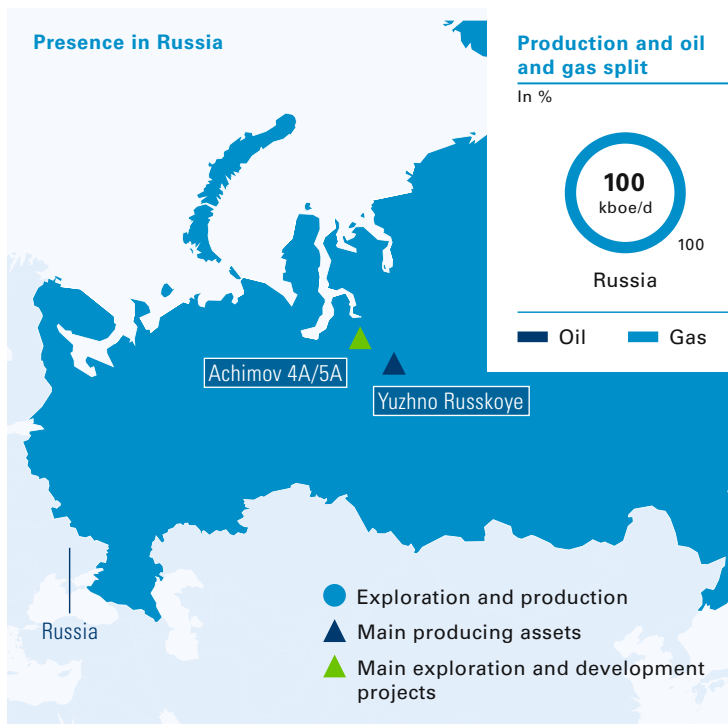 Presence in Russia
Production and oil
and gas split
In %
100
kboe/d
100
Russia
Oil
Gas
Achimov 4A/5A
Yuzhno Russkoye
Russia
Exploration and production
Main producing assets
Main exploration and development
projects